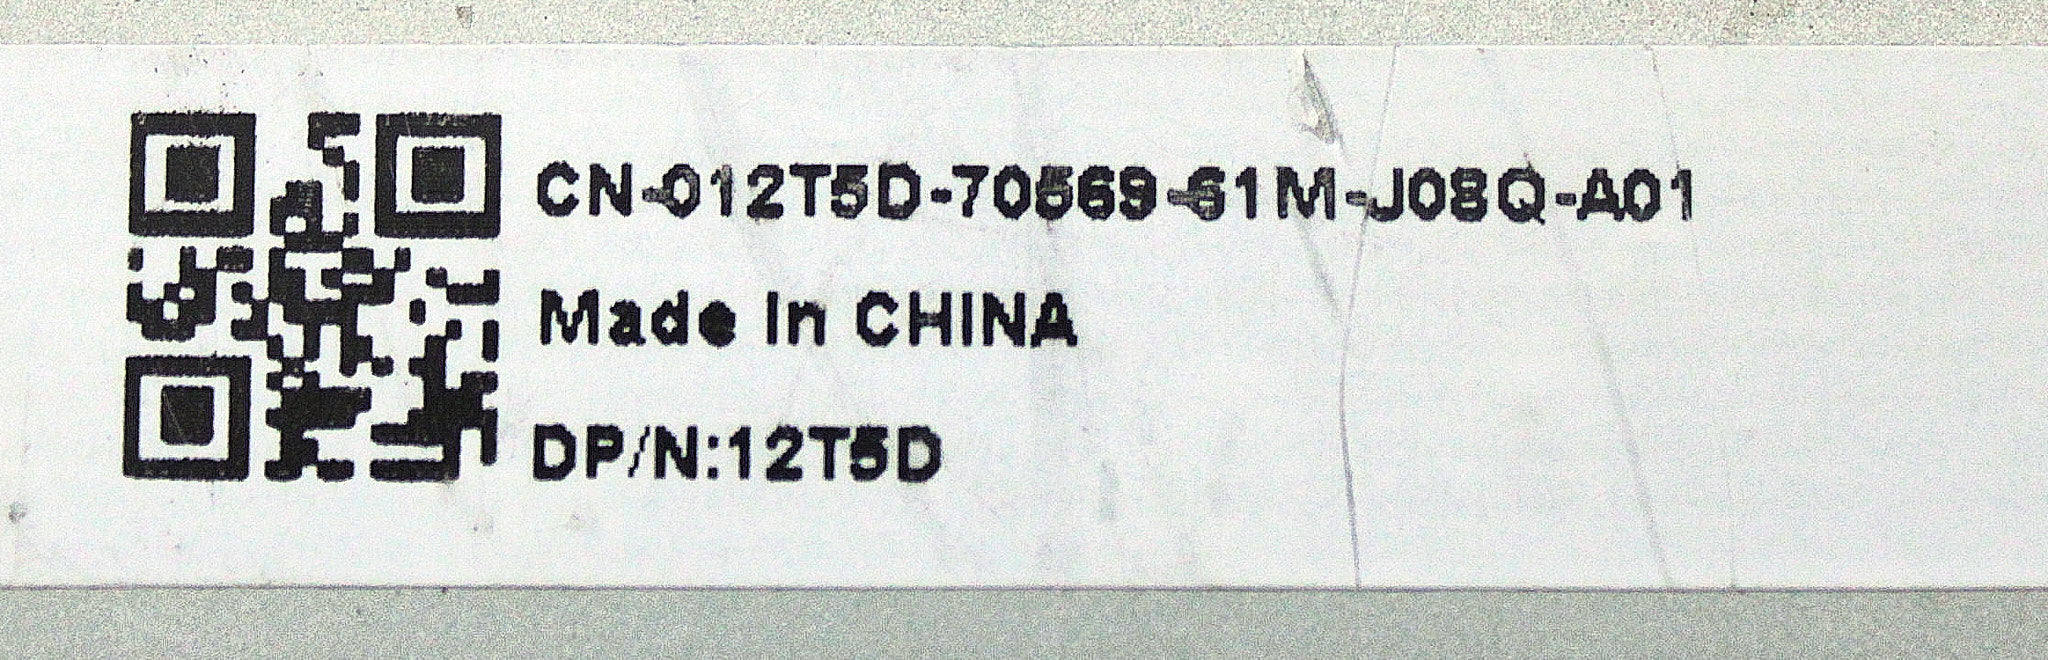 CN-012T5D-70569-61M-J08Q-A01
Made In CHINA
DP/N:12T5D